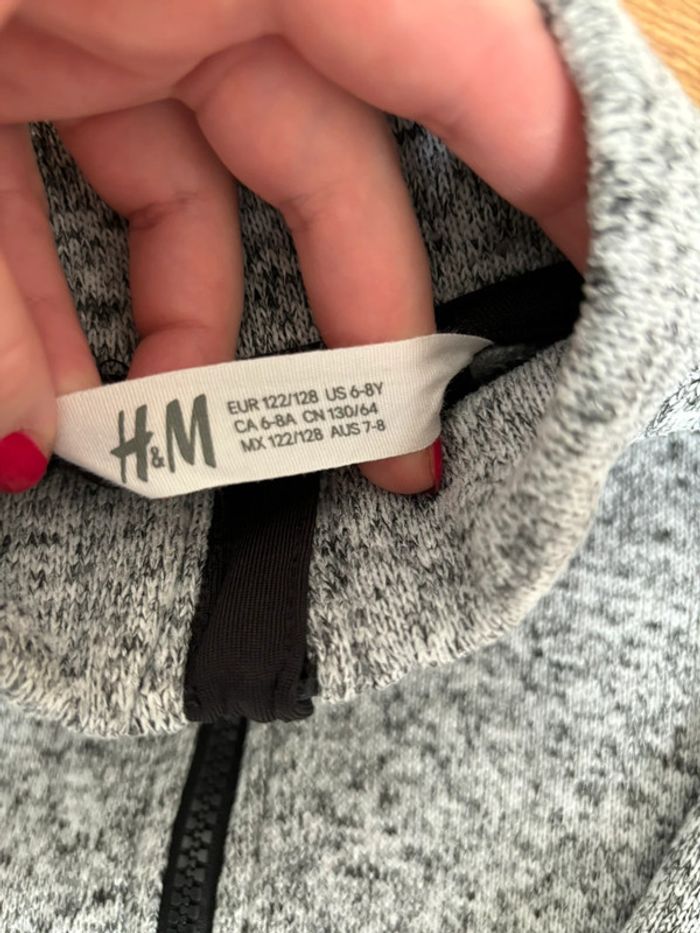 H&M
EUR 122/128 US 6-8Y
CA 6-8A CN 130/64
MX 122/128 AUS 7-8